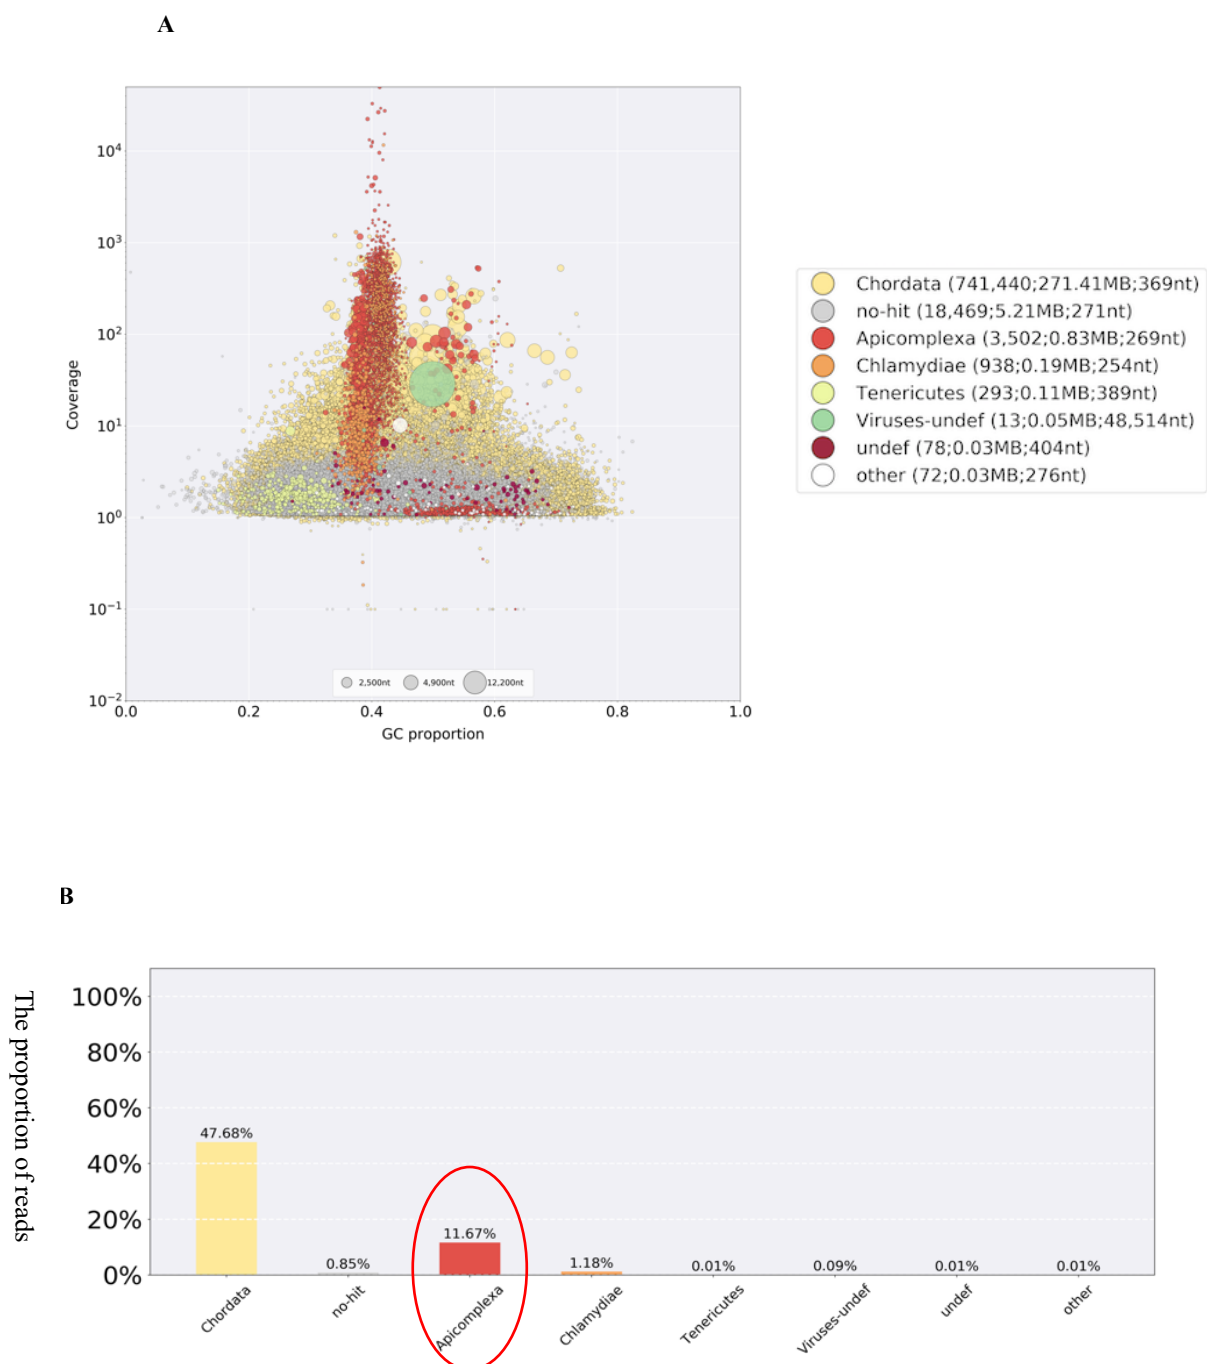 A
10⁴
10³
10²
10¹
10⁰
10⁻¹
10⁻²
Coverage
0.0 0.2 0.4 0.6 0.8 1.0
GC proportion
2,500nt 4,900nt 12,200nt
Chordata (741,440;271.41MB;369nt)
no-hit (18,469;5.21MB;271nt)
Apicomplexa (3,502;0.83MB;269nt)
Chlamydiae (938;0.19MB;254nt)
Tenericutes (293;0.11MB;389nt)
Viruses-undef (13;0.05MB;48,514nt)
undef (78;0.03MB;404nt)
other (72;0.03MB;276nt)
B
The proportion of reads
100%
80%
60%
40%
20%
0%
47.68% 0.85% 11.67% 1.18% 0.01% 0.09% 0.01% 0.01%
Chordata no-hit Apicomplexa Chlamydiae Tenericutes Viruses-undef undef other